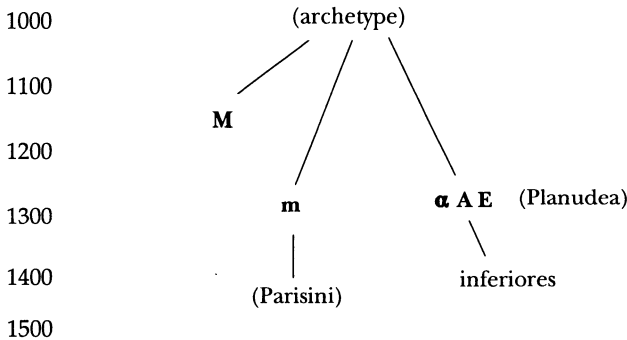 1000 (archetype)
1100
M
1200
m α A E (Planudea)
1300
1400 inferiores
(Parisini)
1500